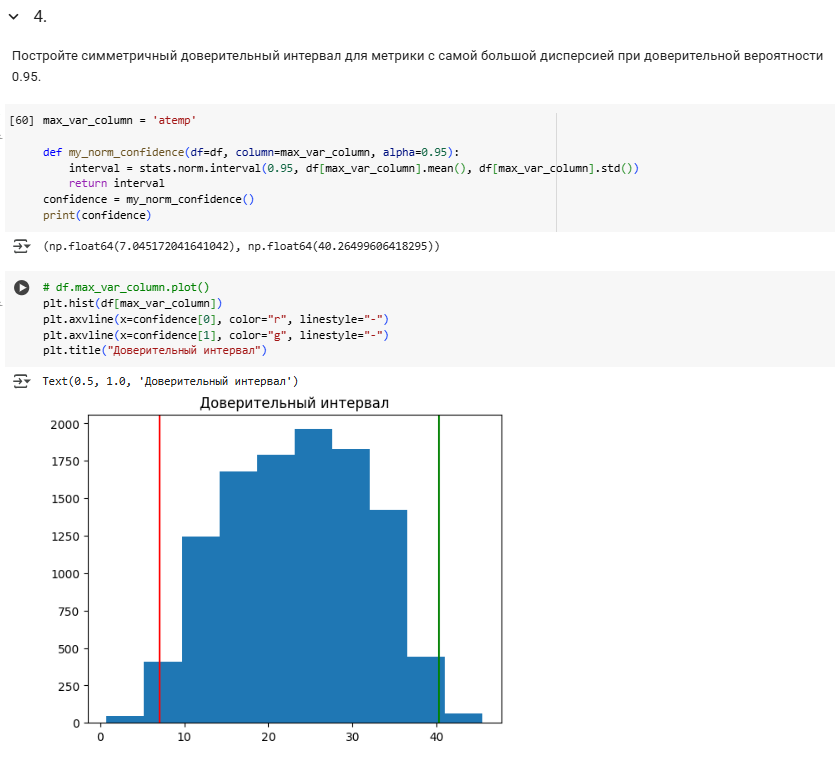 4.
Постройте симметричный доверительный интервал для метрики с самой большой дисперсией при доверительной вероятности
0.95.
[60] max_var_column = 'atemp'
def my_norm_confidence(df=df, column=max_var_column, alpha=0.95):
interval = stats.norm.interval(0.95, df[max_var_column].mean(), df[max_var_column].std())
return interval
confidence = my_norm_confidence()
print(confidence)
(np.float64(7.045172041641042), np.float64(40.26499606418295))
# df.max_var_column.plot()
plt.hist(df[max_var_column])
plt.axvline(x=confidence[0], color="r", linestyle="-")
plt.axvline(x=confidence[1], color="g", linestyle="-")
plt.title("Доверительный интервал")
Text(0.5, 1.0, 'Доверительный интервал')
Доверительный интервал
2000
1750
1500
1250
1000
750
500
250
0
0 10 20 30 40